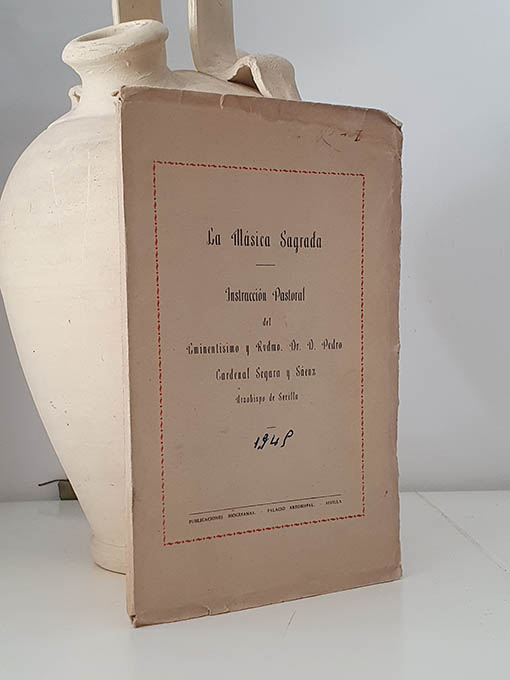 La Música Sagrada
Instrucción Pastoral
del
Eminentísimo y Rvdmo. Dr. D. Pedro
Cardenal Segura y Sáenz
Arzobispo de Sevilla
1948
PUBLICACIONES DIOCESANAS. - PALACIO ARZOBISPAL. - SEVILLA